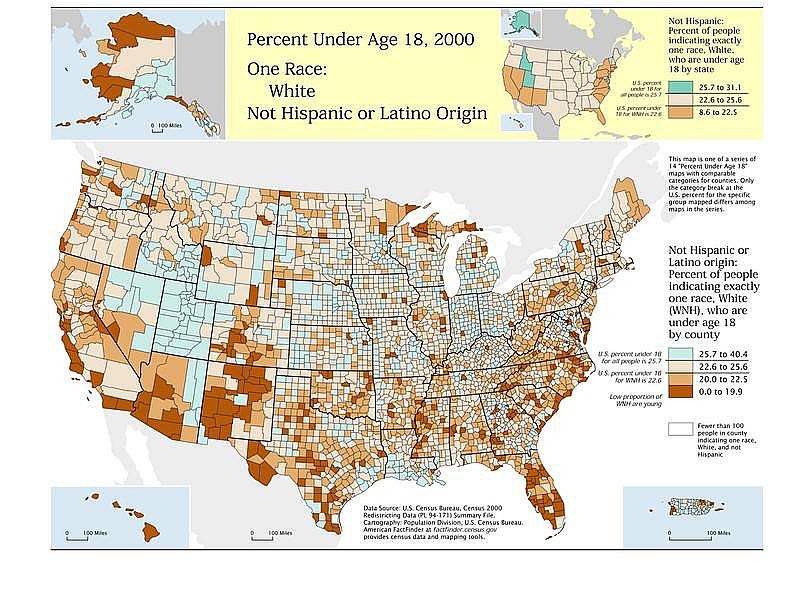 Percent Under Age 18, 2000
One Race:
White
Not Hispanic or Latino Origin
0 100 Miles
Not Hispanic:
Percent of people
indicating exactly
one race, White,
who are under age
18 by state
U.S. percent
under 18 for
all people is 25.7
U.S. percent under
18 for WNH is 22.6
25.7 to 31.1
22.6 to 25.6
8.6 to 22.5
This map is one of a series of
14 "Percent Under Age 18"
maps with comparable
categories for counties. Only
the category break at the
U.S. percent for the specific
group mapped differs among
maps in the series.
Not Hispanic or
Latino origin:
Percent of people
indicating exactly
one race, White
(WNH), who are
under age 18
by county
U.S. percent under 18
for all people is 25.7
U.S. percent under 18
for WNH is 22.6
Low proportion of
WNH are young
25.7 to 40.4
22.6 to 25.6
20.0 to 22.5
0.0 to 19.9
Fewer than 100
people in county
indicating one race,
White, and not
Hispanic
Data Source: U.S. Census Bureau, Census 2000
Redistricting Data (PL 94-171) Summary File.
Cartography: Population Division, U.S. Census Bureau.
American FactFinder at factfinder.census.gov
provides census data and mapping tools.
0 100 Miles
0 100 Miles
0 100 Miles